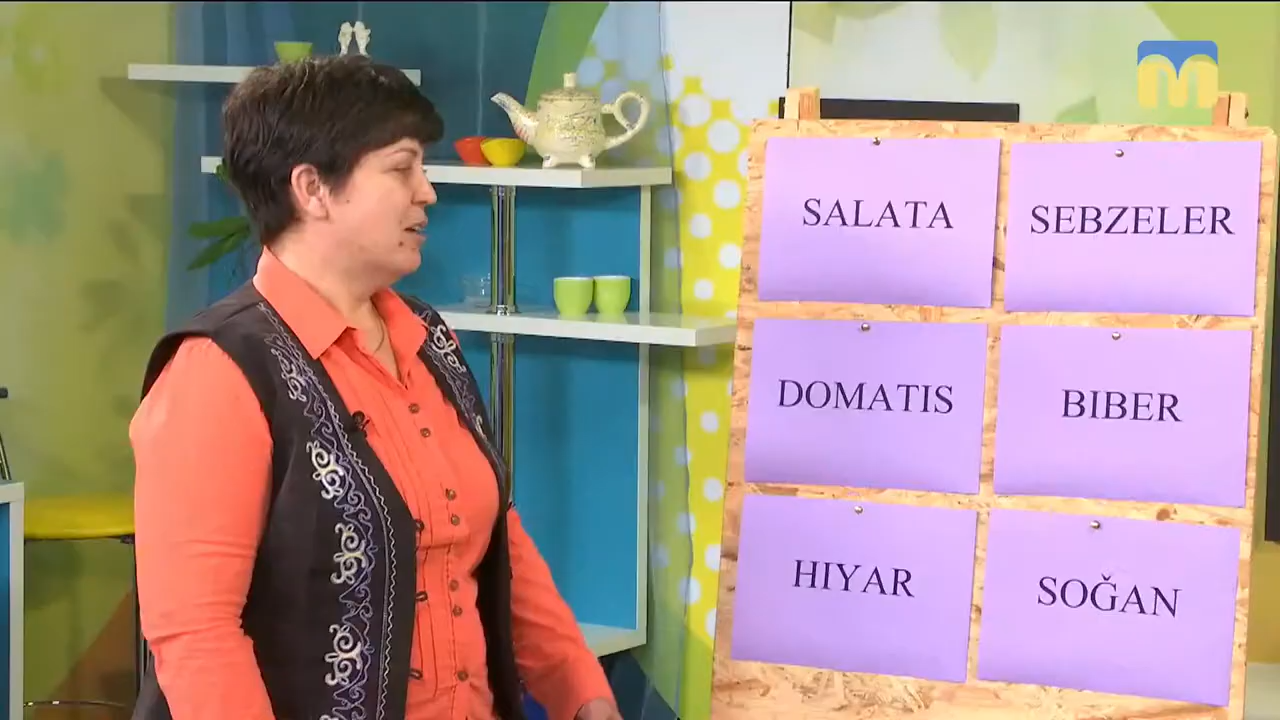 SALATA
SEBZELER
DOMATIS
BIBER
HIYAR
SOĞAN